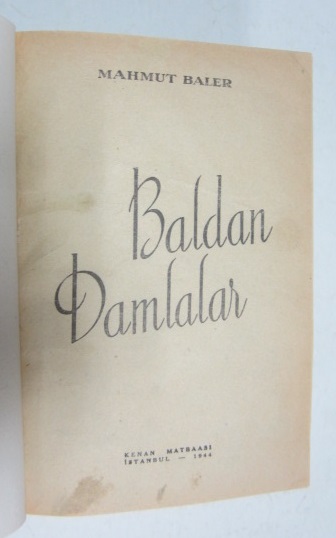 MAHMUT BALER
Baldan
Damlalar
KENAN MATBAASI
İSTANBUL — 1944